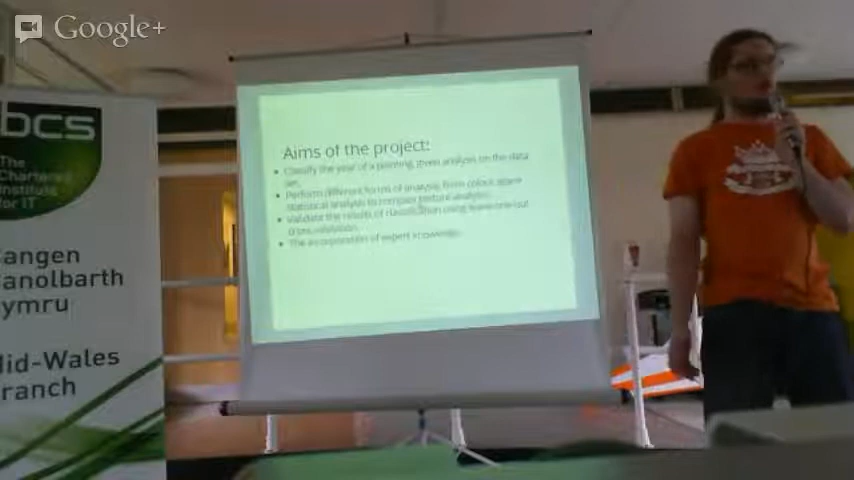 Google+
bcs
The
Chartered
Institute
for IT
angen
analbarth
ymru
id-Wales
ranch
Aims of the project:
Classify the year of a painting, given analysis on the data
set.
Perform different forms of analysis from colour space
statistical analysis to complex texture analysis.
Validate the results of classification using leave-one-out
cross validation.
The incorporation of expert knowledge.